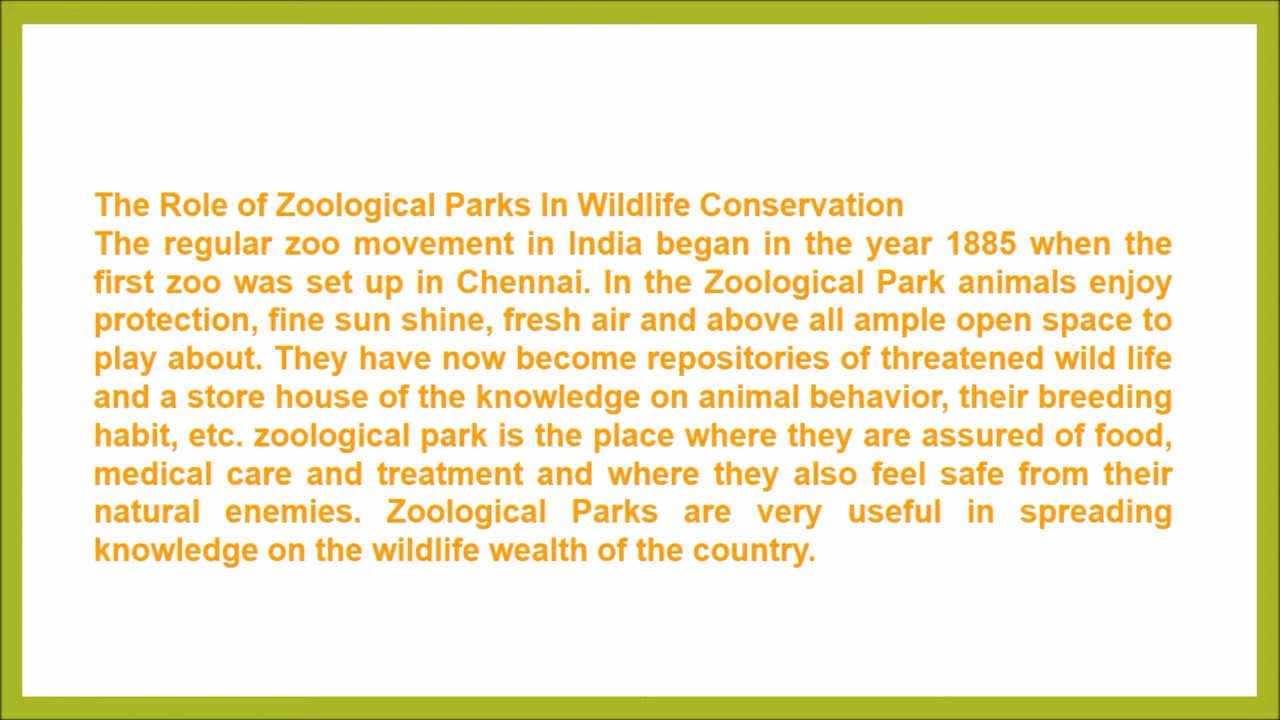 The Role of Zoological Parks In Wildlife Conservation
The regular zoo movement in India began in the year 1885 when the
first zoo was set up in Chennai. In the Zoological Park animals enjoy
protection, fine sun shine, fresh air and above all ample open space to
play about. They have now become repositories of threatened wild life
and a store house of the knowledge on animal behavior, their breeding
habit, etc. zoological park is the place where they are assured of food,
medical care and treatment and where they also feel safe from their
natural enemies. Zoological Parks are very useful in spreading
knowledge on the wildlife wealth of the country.